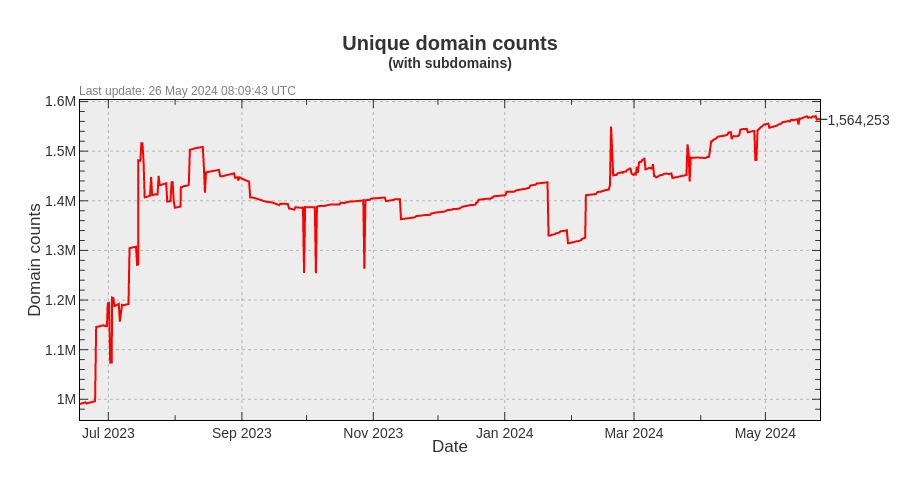 Unique domain counts
(with subdomains)
Last update: 26 May 2024 08:09:43 UTC
1.6M
1,564,253
1.5M
1.4M
1.3M
1.2M
1.1M
1M
Domain counts
Jul 2023 Sep 2023 Nov 2023 Jan 2024 Mar 2024 May 2024
Date